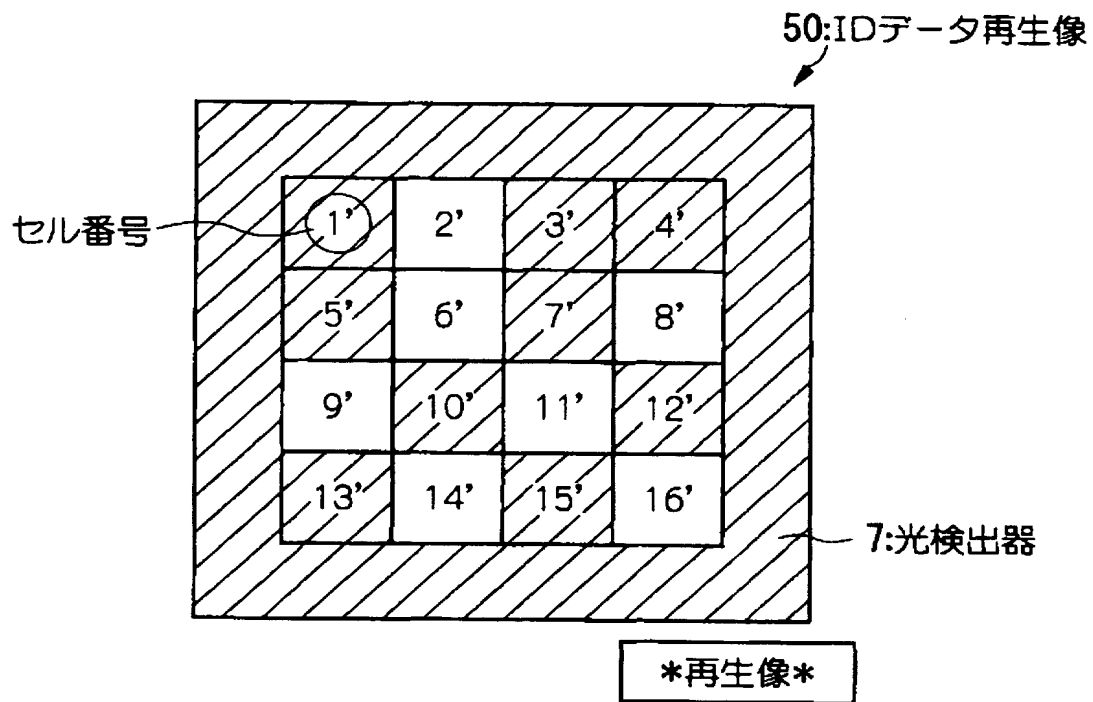 50:IDデータ再生像
セル番号
1’ 2’ 3’ 4’
5’ 6’ 7’ 8’
9’ 10’ 11’ 12’
13’ 14’ 15’ 16’
7:光検出器
*再生像*